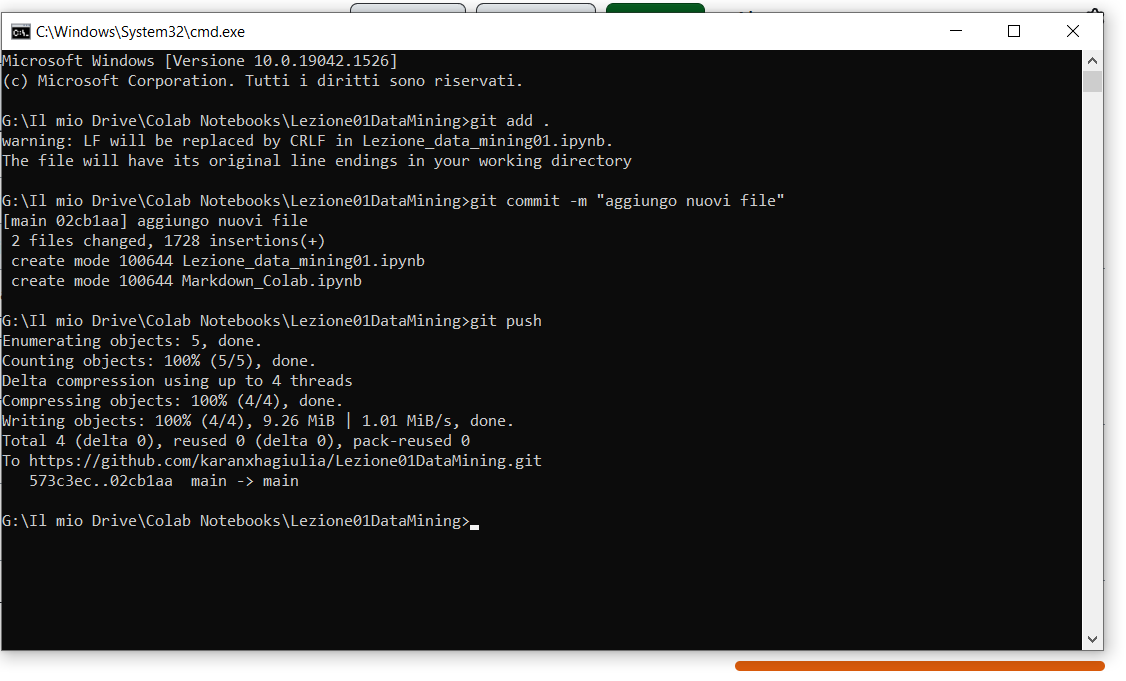 C:\Windows\System32\cmd.exe
Microsoft Windows [Versione 10.0.19042.1526]
(c) Microsoft Corporation. Tutti i diritti sono riservati.
G:\Il mio Drive\Colab Notebooks\Lezione01DataMining>git add .
warning: LF will be replaced by CRLF in Lezione_data_mining01.ipynb.
The file will have its original line endings in your working directory
G:\Il mio Drive\Colab Notebooks\Lezione01DataMining>git commit -m "aggiungo nuovi file"
[main 02cb1aa] aggiungo nuovi file
 2 files changed, 1728 insertions(+)
 create mode 100644 Lezione_data_mining01.ipynb
 create mode 100644 Markdown_Colab.ipynb
G:\Il mio Drive\Colab Notebooks\Lezione01DataMining>git push
Enumerating objects: 5, done.
Counting objects: 100% (5/5), done.
Delta compression using up to 4 threads
Compressing objects: 100% (4/4), done.
Writing objects: 100% (4/4), 9.26 MiB | 1.01 MiB/s, done.
Total 4 (delta 0), reused 0 (delta 0), pack-reused 0
To https://github.com/karanxhagiulia/Lezione01DataMining.git
   573c3ec..02cb1aa  main -> main
G:\Il mio Drive\Colab Notebooks\Lezione01DataMining>